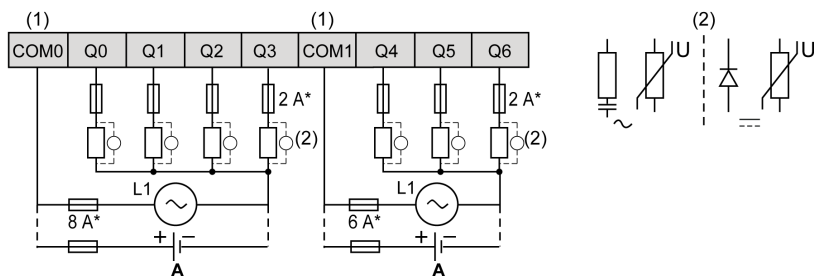 (1) (1) (2)
COM0 Q0 Q1 Q2 Q3 COM1 Q4 Q5 Q6
U U
2 A* 2 A*
(2) (2)
L1 L1
8 A* 6 A*
+ − + −
A A